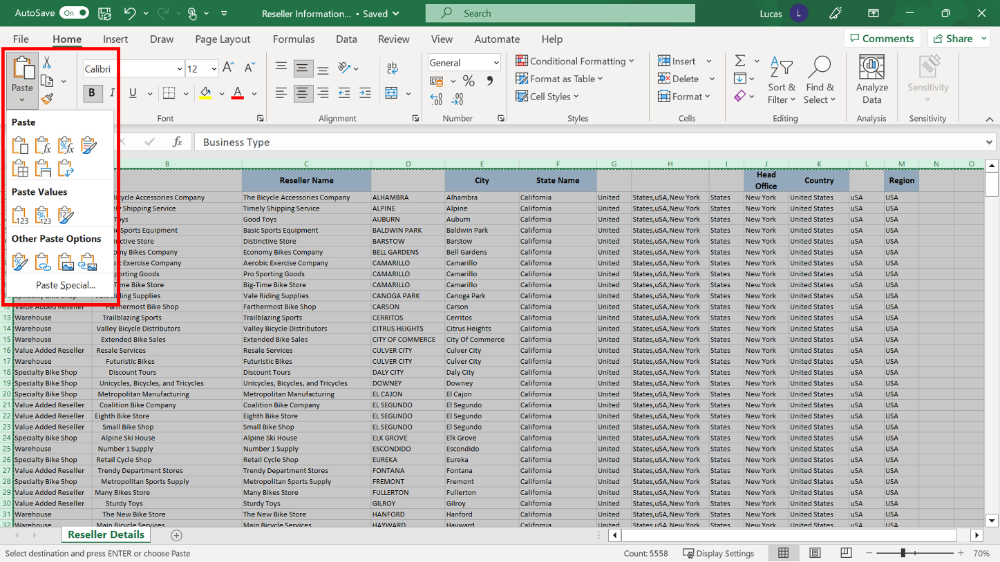 AutoSave On Reseller Information... • Saved Search Lucas L
File Home Insert Draw Page Layout Formulas Data Review View Automate Help Comments Share
Paste Calibri 12 General Conditional Formatting Insert
Format as Table Delete Sort & Filter Find & Select Analyze Data Sensitivity
B I U A Cell Styles Format
Font Alignment Number Styles Cells Editing Analysis Sensitivity
fx Business Type
Paste
Paste Values
Other Paste Options
Paste Special...
B C D E F G H I J K L M N O
Reseller Name City State Name Head Office Country Region
icycle Accessories Company The Bicycle Accessories Company ALHAMBRA Alhambra California United States,uSA,New York States New York United States uSA USA
ly Shipping Service Timely Shipping Service ALPINE Alpine California United States,uSA,New York States New York United States uSA USA
oys Good Toys AUBURN Auburn California United States,uSA,New York States New York United States uSA USA
Sports Equipment Basic Sports Equipment BALDWIN PARK Baldwin Park California United States,uSA,New York States New York United States uSA USA
nctive Store Distinctive Store BARSTOW Barstow California United States,uSA,New York States New York United States uSA USA
omy Bikes Company Economy Bikes Company BELL GARDENS Bell Gardens California United States,uSA,New York States New York United States uSA USA
Exercise Company Aerobic Exercise Company CAMARILLO Camarillo California United States,uSA,New York States New York United States uSA USA
porting Goods Pro Sporting Goods CAMARILLO Camarillo California United States,uSA,New York States New York United States uSA USA
Time Bike Store Big-Time Bike Store CAMARILLO Camarillo California United States,uSA,New York States New York United States uSA USA
Specialty Bike Shop Vale Riding Supplies Vale Riding Supplies CANOGA PARK Canoga Park California United States,uSA,New York States New York United States uSA USA
12 Value Added Reseller Farthermost Bike Shop Farthermost Bike Shop CARSON Carson California United States,uSA,New York States New York United States uSA USA
13 Warehouse Trailblazing Sports Trailblazing Sports CERRITOS Cerritos California United States,uSA,New York States New York United States uSA USA
14 Warehouse Valley Bicycle Distributors Valley Bicycle Distributors CITRUS HEIGHTS Citrus Heights California United States,uSA,New York States New York United States uSA USA
15 Warehouse Extended Bike Sales Extended Bike Sales CITY OF COMMERCE City Of Commerce California United States,uSA,New York States New York United States uSA USA
16 Value Added Reseller Resale Services Resale Services CULVER CITY Culver City California United States,uSA,New York States New York United States uSA USA
17 Warehouse Futuristic Bikes Futuristic Bikes CULVER CITY Culver City California United States,uSA,New York States New York United States uSA USA
18 Specialty Bike Shop Discount Tours Discount Tours DALY CITY Daly City California United States,uSA,New York States New York United States uSA USA
19 Specialty Bike Shop Unicycles, Bicycles, and Tricycles Unicycles, Bicycles, and Tricycles DOWNEY Downey California United States,uSA,New York States New York United States uSA USA
20 Specialty Bike Shop Metropolitan Manufacturing Metropolitan Manufacturing EL CAJON El Cajon California United States,uSA,New York States New York United States uSA USA
21 Value Added Reseller Coalition Bike Company Coalition Bike Company EL SEGUNDO El Segundo California United States,uSA,New York States New York United States uSA USA
22 Value Added Reseller Eighth Bike Store Eighth Bike Store EL SEGUNDO El Segundo California United States,uSA,New York States New York United States uSA USA
23 Value Added Reseller Small Bike Shop Small Bike Shop EL SEGUNDO El Segundo California United States,uSA,New York States New York United States uSA USA
24 Specialty Bike Shop Alpine Ski House Alpine Ski House ELK GROVE Elk Grove California United States,uSA,New York States New York United States uSA USA
25 Warehouse Number 1 Supply Number 1 Supply ESCONDIDO Escondido California United States,uSA,New York States New York United States uSA USA
26 Specialty Bike Shop Retail Cycle Shop Retail Cycle Shop EUREKA Eureka California United States,uSA,New York States New York United States uSA USA
27 Value Added Reseller Trendy Department Stores Trendy Department Stores FONTANA Fontana California United States,uSA,New York States New York United States uSA USA
28 Specialty Bike Shop Metropolitan Sports Supply Metropolitan Sports Supply FREMONT Fremont California United States,uSA,New York States New York United States uSA USA
29 Value Added Reseller Many Bikes Store Many Bikes Store FULLERTON Fullerton California United States,uSA,New York States New York United States uSA USA
30 Value Added Reseller Sturdy Toys Sturdy Toys GILROY Gilroy California United States,uSA,New York States New York United States uSA USA
31 Warehouse The New Bike Store The New Bike Store HANFORD Hanford California United States,uSA,New York States New York United States uSA USA
32 Warehouse Main Bicycle Services Main Bicycle Services HAYWARD Hayward California United States,uSA,New York States New York United States uSA USA
Reseller Details
Select destination and press ENTER or choose Paste Count: 5558 Display Settings 70%